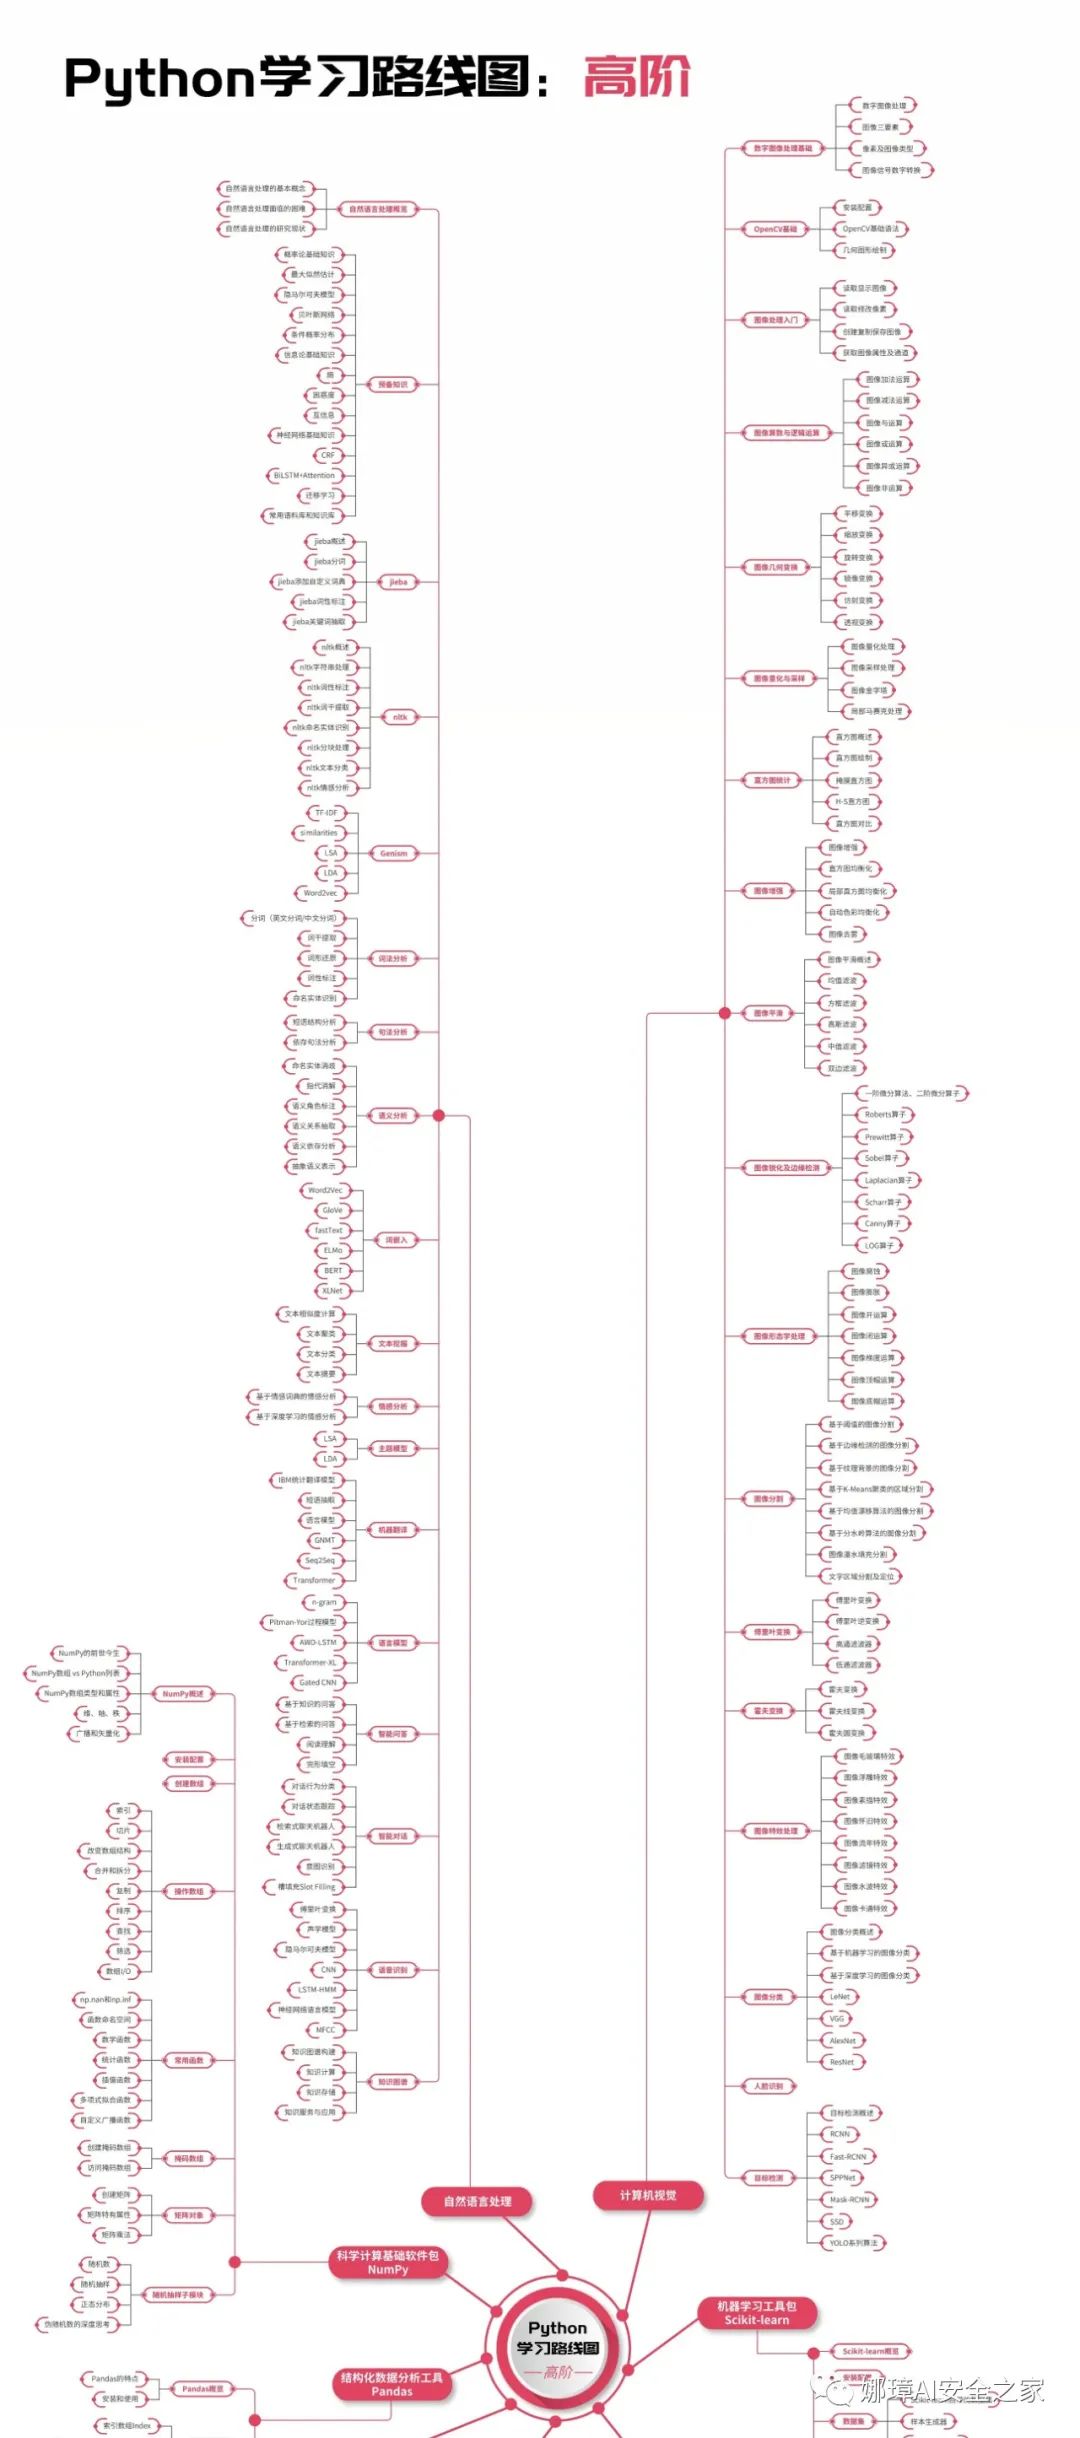 Python学习路线图：高阶
自然语言处理概览
自然语言处理的基本概念
自然语言处理面临的困难
自然语言处理的研究现状
预备知识
概率论基础知识
最大似然估计
隐马尔可夫模型
贝叶斯网络
条件概率分布
信息论基础知识
熵
困惑度
互信息
神经网络基础知识
CRF
BiLSTM+Attention
迁移学习
常用语料库和知识库
jieba
jieba概述
jieba分词
jieba添加自定义词典
jieba词性标注
jieba关键词抽取
nltk
nltk概述
nltk字符串处理
nltk词性标注
nltk词干提取
nltk命名实体识别
nltk分块处理
nltk文本分类
nltk情感分析
Genism
TF-IDF
similarities
LSA
LDA
Word2vec
词法分析
分词（英文分词/中文分词）
词干提取
词形还原
词性标注
命名实体识别
句法分析
短语结构分析
依存句法分析
语义分析
命名实体消歧
指代消解
语义角色标注
语义关系抽取
语义依存分析
抽象语义表示
词嵌入
Word2Vec
GloVe
fastText
ELMo
BERT
XLNet
文本挖掘
文本相似度计算
文本聚类
文本分类
文本摘要
情感分析
基于情感词典的情感分析
基于深度学习的情感分析
主题模型
LSA
LDA
机器翻译
IBM统计翻译模型
短语抽取
语言模型
GNMT
Seq2Seq
Transformer
语言模型
n-gram
Pitman-Yor过程模型
AWD-LSTM
Transformer-XL
Gated CNN
智能问答
基于知识的问答
基于检索的问答
阅读理解
完形填空
智能对话
对话行为分类
对话状态跟踪
检索式聊天机器人
生成式聊天机器人
意图识别
槽填充Slot Filling
语音识别
傅里叶变换
声学模型
隐马尔可夫模型
CNN
LSTM-HMM
神经网络语言模型
MFCC
知识图谱
知识图谱构建
知识计算
知识存储
知识服务与应用
自然语言处理
数字图像处理基础
数字图像处理
图像三要素
像素及图像类型
图像信号数字转换
OpenCV基础
安装配置
OpenCV基础语法
几何图形绘制
图像处理入门
读取显示图像
读取修改像素
创建复制保存图像
获取图像属性及通道
图像算数与逻辑运算
图像加法运算
图像减法运算
图像与运算
图像或运算
图像异或运算
图像非运算
图像几何变换
平移变换
缩放变换
旋转变换
镜像变换
仿射变换
透视变换
图像量化与采样
图像量化处理
图像采样处理
图像金字塔
局部马赛克处理
直方图统计
直方图概述
直方图绘制
掩膜直方图
H-S直方图
直方图对比
图像增强
图像增强
直方图均衡化
局部直方图均衡化
自动色彩均衡化
图像去雾
图像平滑
图像平滑概述
均值滤波
方框滤波
高斯滤波
中值滤波
双边滤波
图像锐化及边缘检测
一阶微分算法、二阶微分算子
Roberts算子
Prewitt算子
Sobel算子
Laplacian算子
Scharr算子
Canny算子
LOG算子
图像形态学处理
图像腐蚀
图像膨胀
图像开运算
图像闭运算
图像梯度运算
图像顶帽运算
图像底帽运算
图像分割
基于阈值的图像分割
基于边缘检测的图像分割
基于纹理背景的图像分割
基于K-Means聚类的区域分割
基于均值漂移算法的图像分割
基于分水岭算法的图像分割
图像漫水填充分割
文字区域分割及定位
傅里叶变换
傅里叶变换
傅里叶逆变换
高通滤波器
低通滤波器
霍夫变换
霍夫变换
霍夫线变换
霍夫圆变换
图像特效处理
图像毛玻璃特效
图像浮雕特效
图像素描特效
图像怀旧特效
图像流年特效
图像滤镜特效
图像水波特效
图像卡通特效
图像分类
图像分类概述
基于机器学习的图像分类
基于深度学习的图像分类
LeNet
VGG
AlexNet
ResNet
人脸识别
目标检测
目标检测概述
RCNN
Fast-RCNN
SPPNet
Mask-RCNN
SSD
YOLO系列算法
计算机视觉
NumPy概述
NumPy的前世今生
NumPy数组 vs Python列表
NumPy数组类型和属性
维、轴、秩
广播和矢量化
安装配置
创建数组
操作数组
索引
切片
改变数组结构
合并和拆分
复制
排序
查找
筛选
数组I/O
常用函数
np.nan和np.inf
函数命名空间
数学函数
统计函数
插值函数
多项式拟合函数
自定义广播函数
掩码数组
创建掩码数组
访问掩码数组
矩阵对象
创建矩阵
矩阵特有属性
矩阵乘法
随机抽样子模块
随机数
随机抽样
正态分布
伪随机数的深度思考
科学计算基础软件包
NumPy
Python
学习路线图
高阶
机器学习工具包
Scikit-learn
Scikit-learn概览
安装配置
数据集
样本生成器
结构化数据分析工具
Pandas
Pandas概览
Pandas的特点
安装和使用
索引数组Index
娜璋AI安全之家